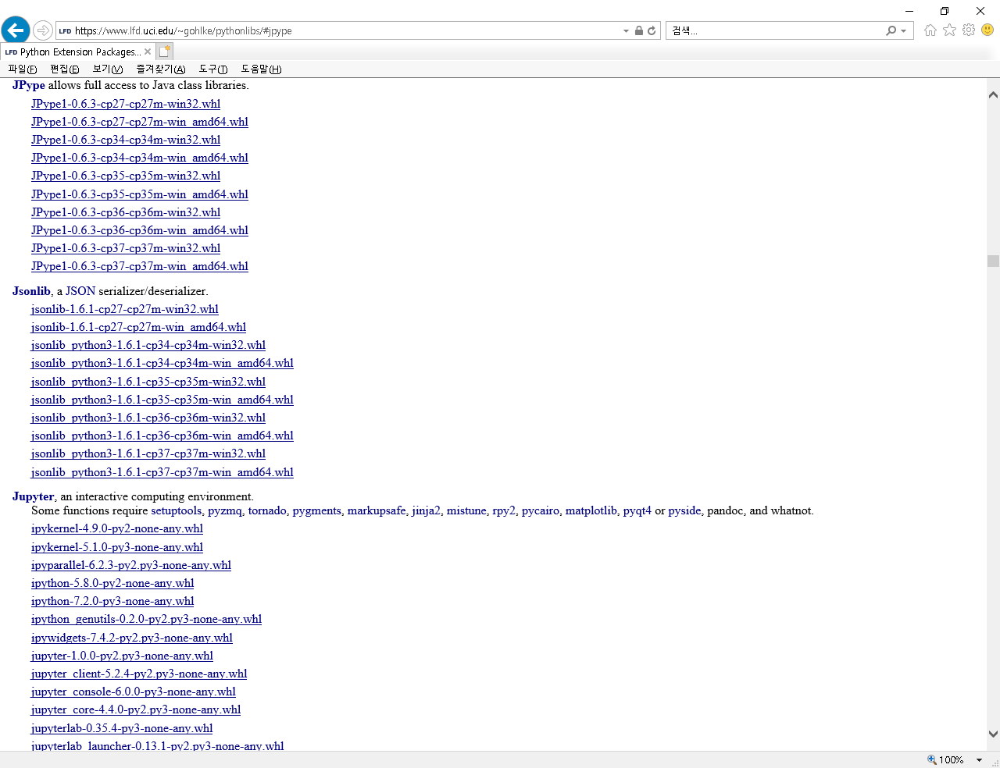 LFD https://www.lfd.uci.edu/~gohlke/pythonlibs/#jpype
검색...
LFD Python Extension Packages...
파일(F) 편집(E) 보기(V) 즐겨찾기(A) 도구(T) 도움말(H)
JPype allows full access to Java class libraries.
JPype1-0.6.3-cp27-cp27m-win32.whl
JPype1-0.6.3-cp27-cp27m-win_amd64.whl
JPype1-0.6.3-cp34-cp34m-win32.whl
JPype1-0.6.3-cp34-cp34m-win_amd64.whl
JPype1-0.6.3-cp35-cp35m-win32.whl
JPype1-0.6.3-cp35-cp35m-win_amd64.whl
JPype1-0.6.3-cp36-cp36m-win32.whl
JPype1-0.6.3-cp36-cp36m-win_amd64.whl
JPype1-0.6.3-cp37-cp37m-win32.whl
JPype1-0.6.3-cp37-cp37m-win_amd64.whl
Jsonlib, a JSON serializer/deserializer.
jsonlib-1.6.1-cp27-cp27m-win32.whl
jsonlib-1.6.1-cp27-cp27m-win_amd64.whl
jsonlib_python3-1.6.1-cp34-cp34m-win32.whl
jsonlib_python3-1.6.1-cp34-cp34m-win_amd64.whl
jsonlib_python3-1.6.1-cp35-cp35m-win32.whl
jsonlib_python3-1.6.1-cp35-cp35m-win_amd64.whl
jsonlib_python3-1.6.1-cp36-cp36m-win32.whl
jsonlib_python3-1.6.1-cp36-cp36m-win_amd64.whl
jsonlib_python3-1.6.1-cp37-cp37m-win32.whl
jsonlib_python3-1.6.1-cp37-cp37m-win_amd64.whl
Jupyter, an interactive computing environment.
Some functions require setuptools, pyzmq, tornado, pygments, markupsafe, jinja2, mistune, rpy2, pycairo, matplotlib, pyqt4 or pyside, pandoc, and whatnot.
ipykernel-4.9.0-py2-none-any.whl
ipykernel-5.1.0-py3-none-any.whl
ipyparallel-6.2.3-py2.py3-none-any.whl
ipython-5.8.0-py2-none-any.whl
ipython-7.2.0-py3-none-any.whl
ipython_genutils-0.2.0-py2.py3-none-any.whl
ipywidgets-7.4.2-py2.py3-none-any.whl
jupyter-1.0.0-py2.py3-none-any.whl
jupyter_client-5.2.4-py2.py3-none-any.whl
jupyter_console-6.0.0-py3-none-any.whl
jupyter_core-4.4.0-py2.py3-none-any.whl
jupyterlab-0.35.4-py3-none-any.whl
jupyterlab_launcher-0.13.1-py2.py3-none-any.whl
100%